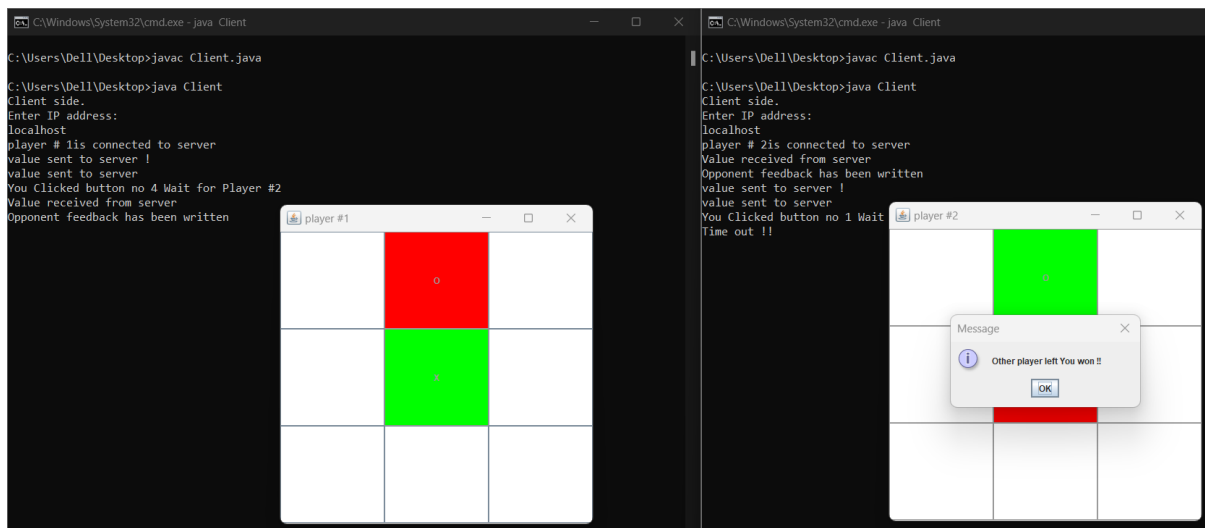 C:\Windows\System32\cmd.exe - java Client
C:\Users\Dell\Desktop>javac Client.java
C:\Users\Dell\Desktop>java Client
Client side.
Enter IP address:
localhost
player # 1is connected to server
value sent to server !
value sent to server
You Clicked button no 4 Wait for Player #2
Value received from server
Opponent feedback has been written
player #1
o
X
C:\Windows\System32\cmd.exe - java Client
C:\Users\Dell\Desktop>javac Client.java
C:\Users\Dell\Desktop>java Client
Client side.
Enter IP address:
localhost
player # 2is connected to server
Value received from server
Opponent feedback has been written
value sent to server !
value sent to server
You Clicked button no 1 Wait
Time out !!
player #2
Message
Other player left You won !!
OK